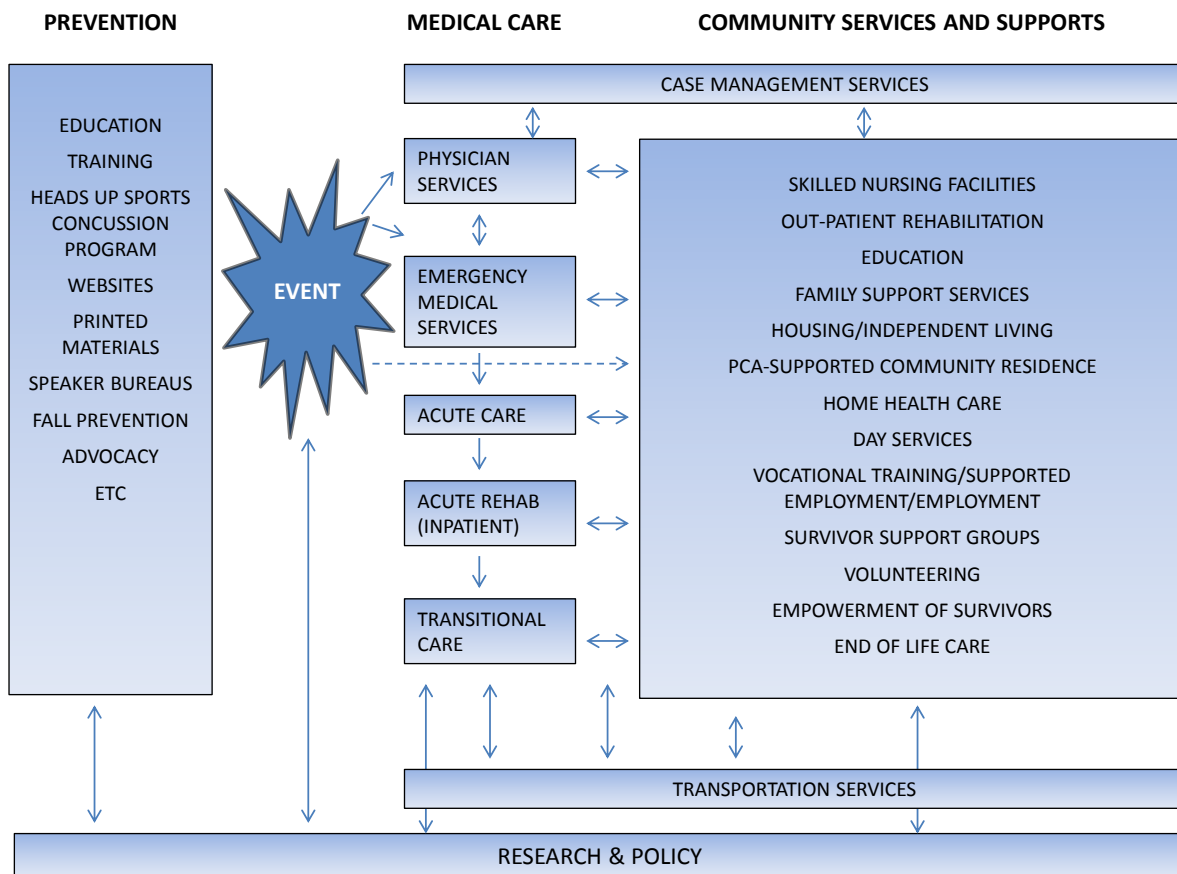 PREVENTION
MEDICAL CARE
COMMUNITY SERVICES AND SUPPORTS
EDUCATION
TRAINING
HEADS UP SPORTS
CONCUSSION
PROGRAM
WEBSITES
PRINTED
MATERIALS
SPEAKER BUREAUS
FALL PREVENTION
ADVOCACY
ETC
EVENT
CASE MANAGEMENT SERVICES
PHYSICIAN
SERVICES
EMERGENCY
MEDICAL
SERVICES
ACUTE CARE
ACUTE REHAB
(INPATIENT)
TRANSITIONAL
CARE
SKILLED NURSING FACILITIES
OUT-PATIENT REHABILITATION
EDUCATION
FAMILY SUPPORT SERVICES
HOUSING/INDEPENDENT LIVING
PCA-SUPPORTED COMMUNITY RESIDENCE
HOME HEALTH CARE
DAY SERVICES
VOCATIONAL TRAINING/SUPPORTED
EMPLOYMENT/EMPLOYMENT
SURVIVOR SUPPORT GROUPS
VOLUNTEERING
EMPOWERMENT OF SURVIVORS
END OF LIFE CARE
TRANSPORTATION SERVICES
RESEARCH & POLICY